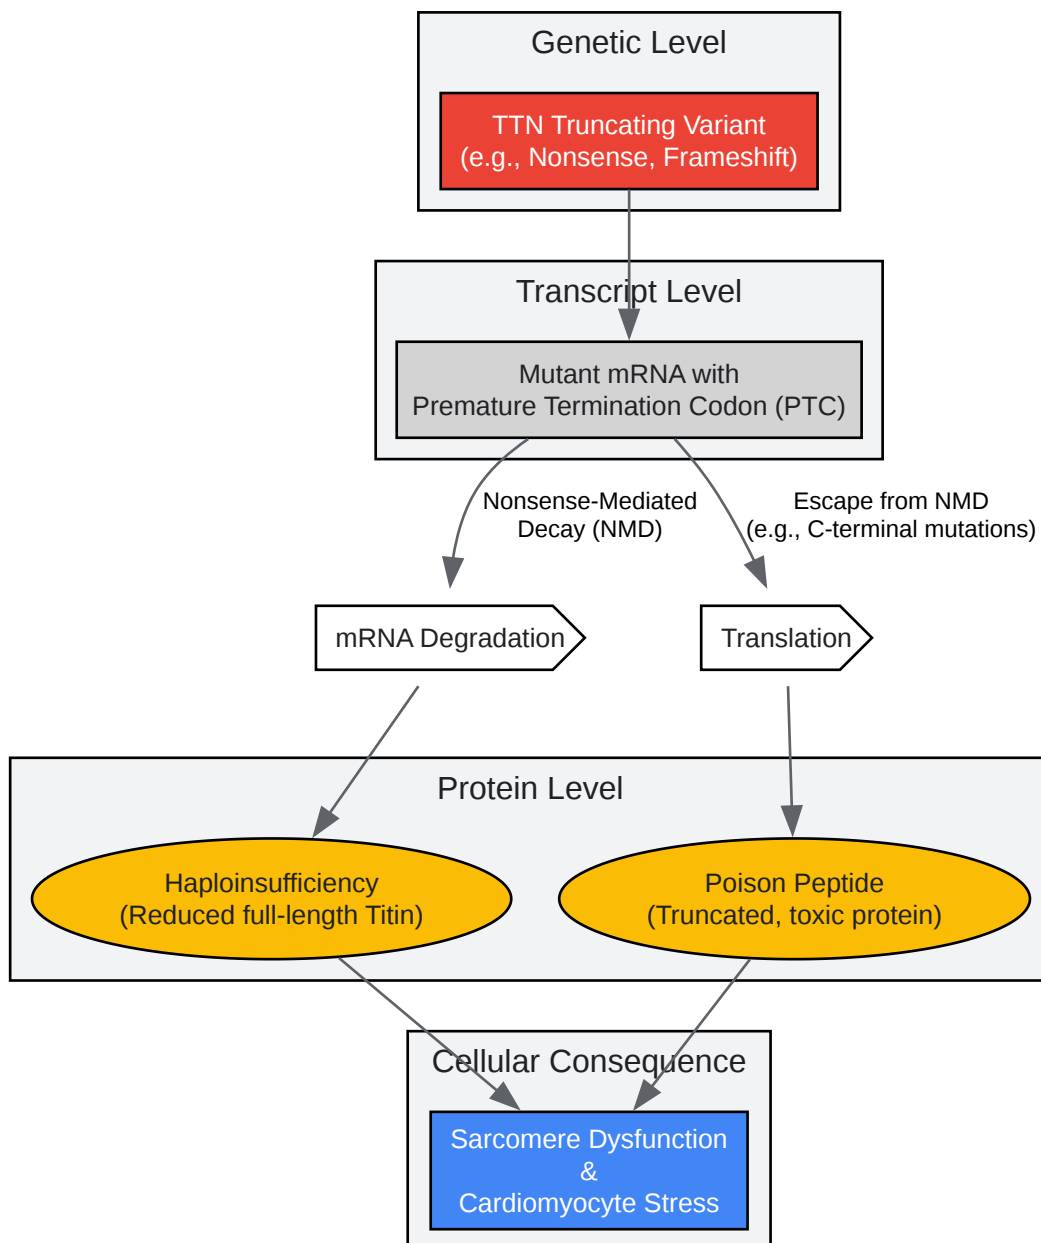 Genetic Level
TTN Truncating Variant
(e.g., Nonsense, Frameshift)
Transcript Level
Mutant mRNA with
Premature Termination Codon (PTC)
Nonsense-Mediated
Decay (NMD)
Escape from NMD
(e.g., C-terminal mutations)
mRNA Degradation
Translation
Protein Level
Haploinsufficiency
(Reduced full-length Titin)
Poison Peptide
(Truncated, toxic protein)
Cellular Consequence
Sarcomere Dysfunction
&
Cardiomyocyte Stress